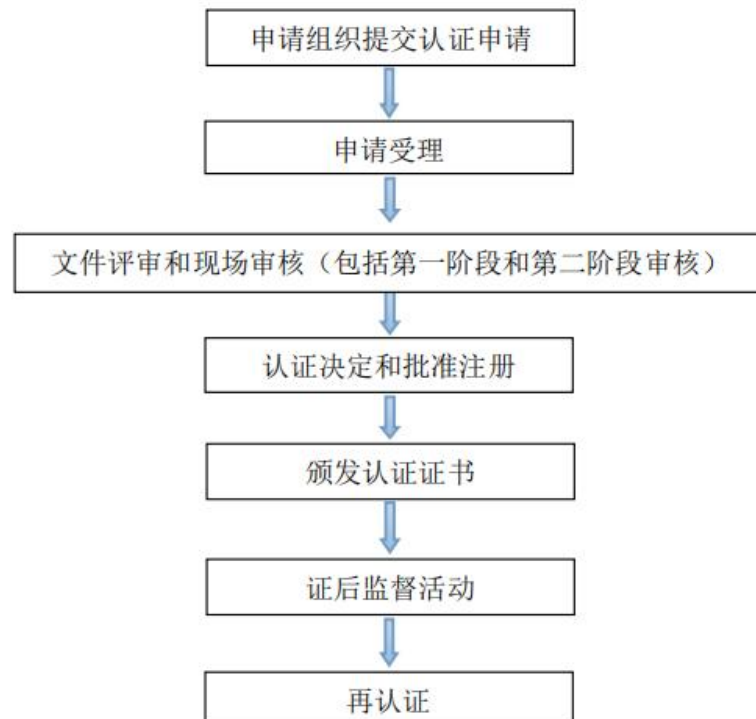 申请组织提交认证申请
申请受理
文件评审和现场审核（包括第一阶段和第二阶段审核）
认证决定和批准注册
颁发认证证书
证后监督活动
再认证